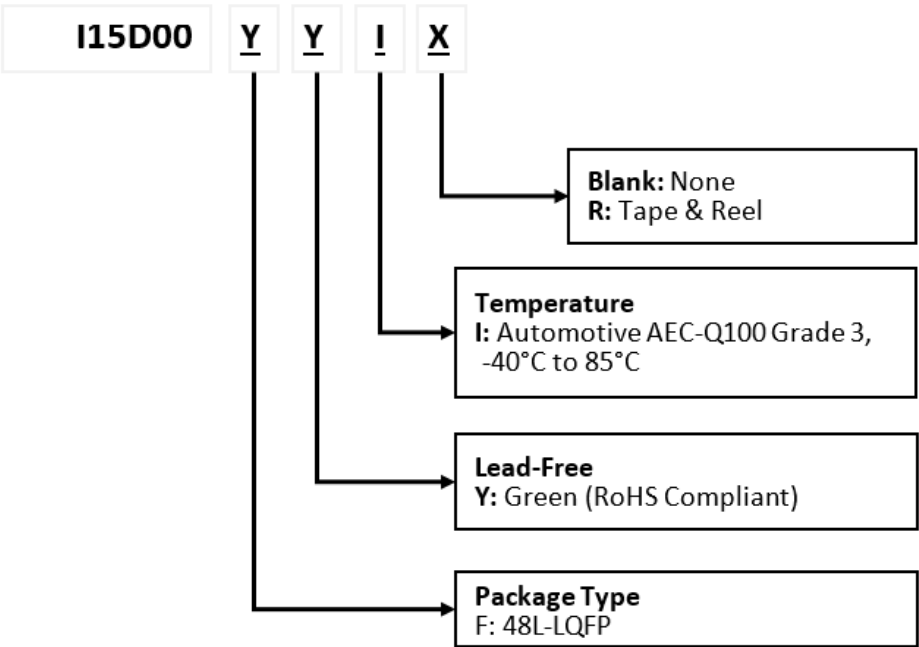 I15D00 Y Y I X
Blank: None
R: Tape & Reel
Temperature
I: Automotive AEC-Q100 Grade 3,
-40°C to 85°C
Lead-Free
Y: Green (RoHS Compliant)
Package Type
F: 48L-LQFP